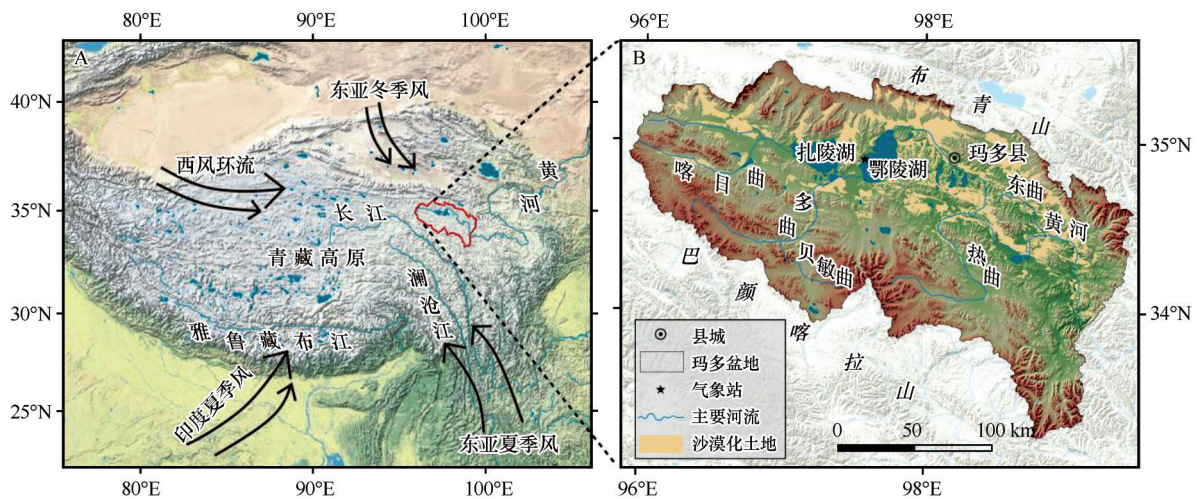 80°E
90°E
100°E
A
40°N
35°N
30°N
25°N
东亚冬季风
西风环流
黄河
长江
青藏高原
澜沧江
雅鲁藏布江
印度夏季风
东亚夏季风
80°E
90°E
100°E
96°E
98°E
B
布青山
扎陵湖
鄂陵湖
玛多县
喀日曲
多曲
东曲
黄河
贝敏曲
热曲
巴颜喀拉山
35°N
34°N
县城
玛多盆地
气象站
主要河流
沙漠化土地
0
50
100 km
96°E
98°E